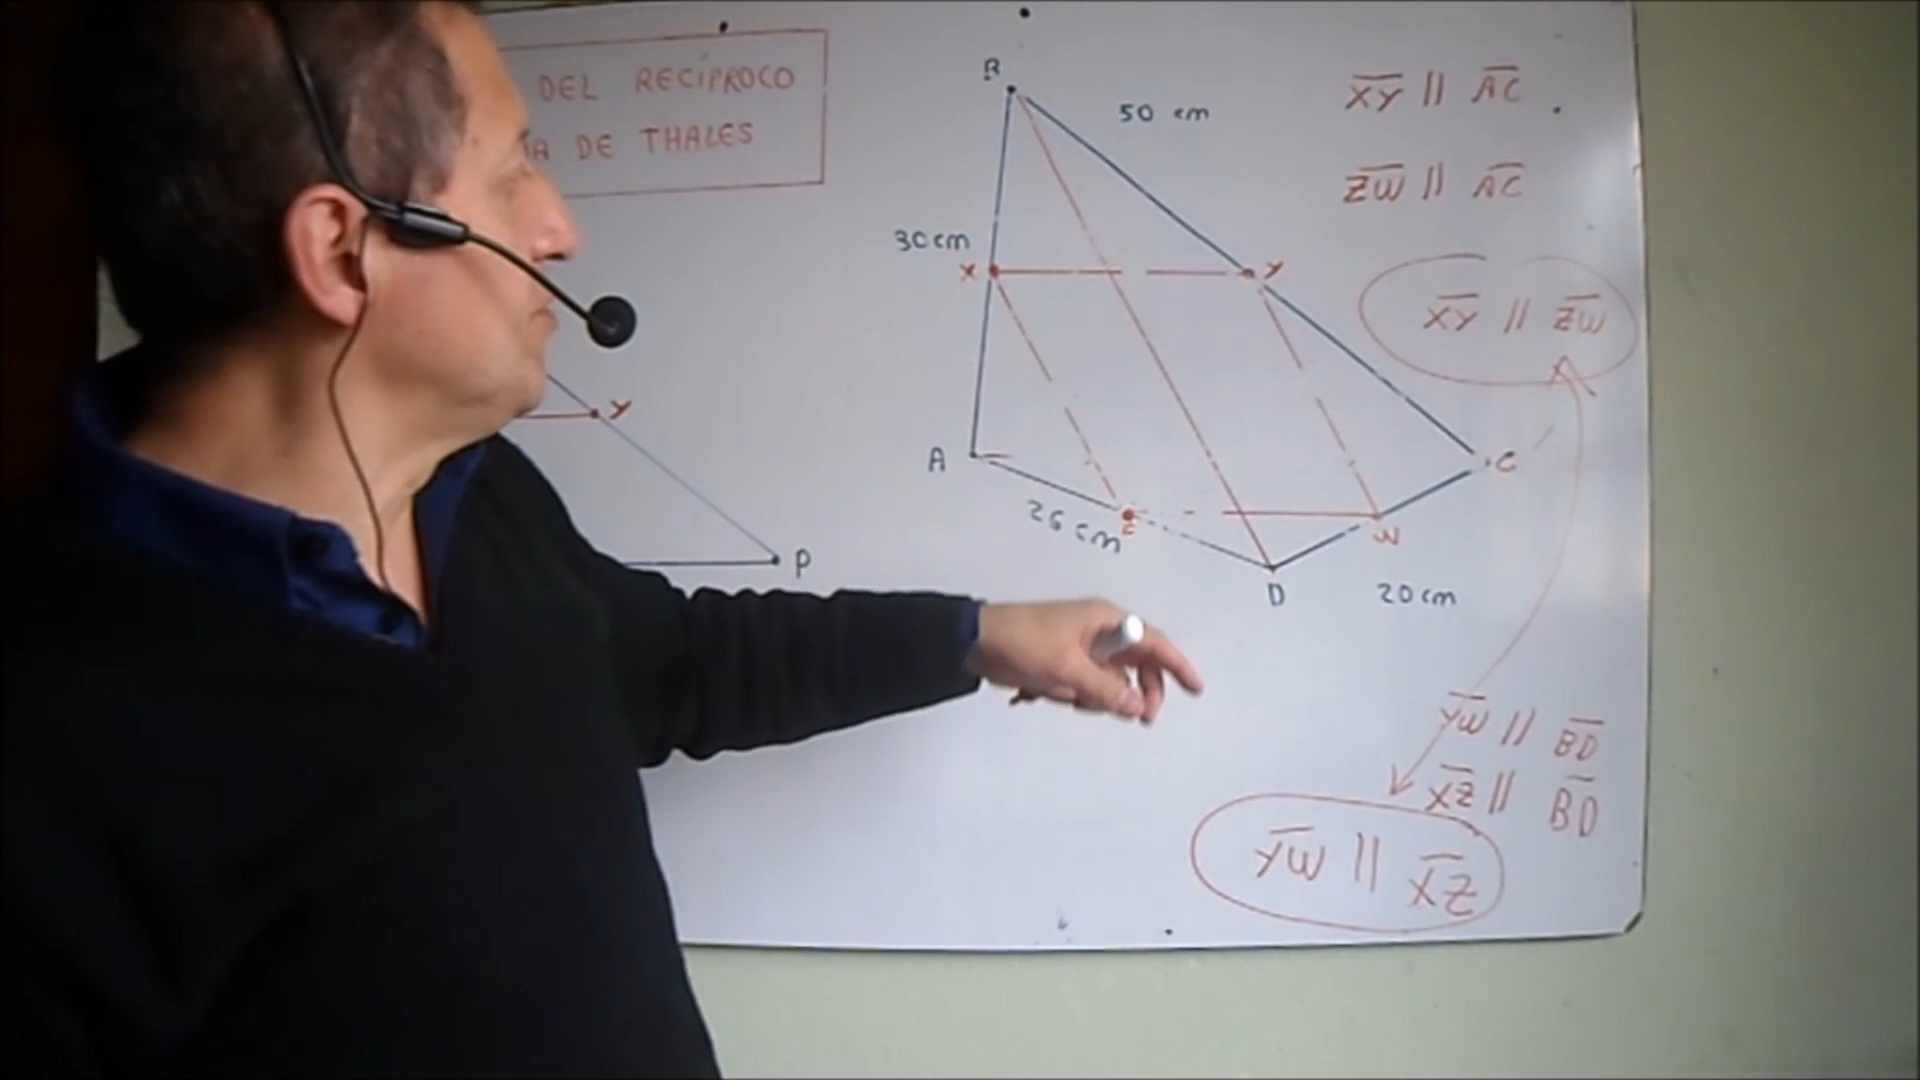 DEL RECÍPROCO
DE THALES
Y
P
B
50 cm
30 cm
X
Y
A
C
26 cm
Z
W
D
20 cm
XY || AC
ZW || AC
XY || ZW
YW || BD
XZ || BD
YW || XZ